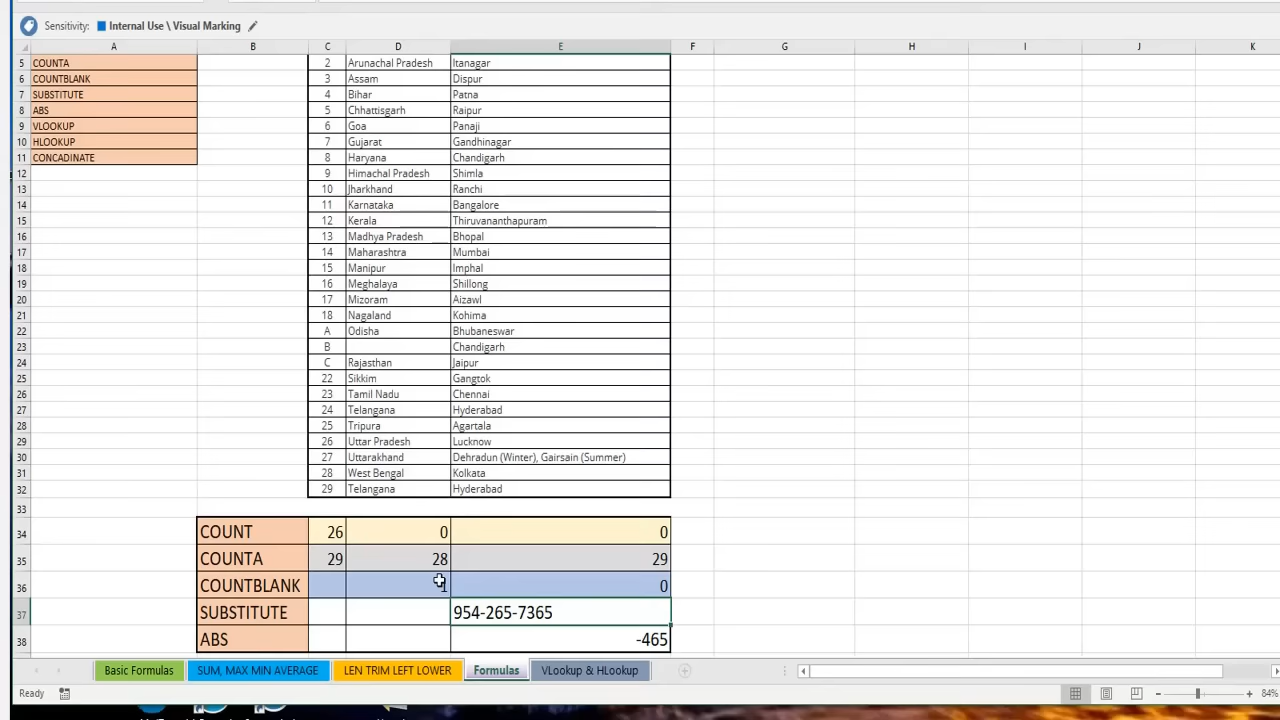 Sensitivity: Internal Use \ Visual Marking
A B C D E F G H I J K
5 COUNTA 2 Arunachal Pradesh Itanagar
6 COUNTBLANK 3 Assam Dispur
7 SUBSTITUTE 4 Bihar Patna
8 ABS 5 Chhattisgarh Raipur
9 VLOOKUP 6 Goa Panaji
10 HLOOKUP 7 Gujarat Gandhinagar
11 CONCADINATE 8 Haryana Chandigarh
12 9 Himachal Pradesh Shimla
13 10 Jharkhand Ranchi
14 11 Karnataka Bangalore
15 12 Kerala Thiruvananthapuram
16 13 Madhya Pradesh Bhopal
17 14 Maharashtra Mumbai
18 15 Manipur Imphal
19 16 Meghalaya Shillong
20 17 Mizoram Aizawl
21 18 Nagaland Kohima
22 A Odisha Bhubaneswar
23 B Chandigarh
24 C Rajasthan Jaipur
25 22 Sikkim Gangtok
26 23 Tamil Nadu Chennai
27 24 Telangana Hyderabad
28 25 Tripura Agartala
29 26 Uttar Pradesh Lucknow
30 27 Uttarakhand Dehradun (Winter), Gairsain (Summer)
31 28 West Bengal Kolkata
32 29 Telangana Hyderabad
33
34 COUNT 26 0 0
35 COUNTA 29 28 29
36 COUNTBLANK 1 0
37 SUBSTITUTE 954-265-7365
38 ABS -465
Basic Formulas SUM, MAX MIN AVERAGE LEN TRIM LEFT LOWER Formulas VLookup & HLookup
Ready 84%